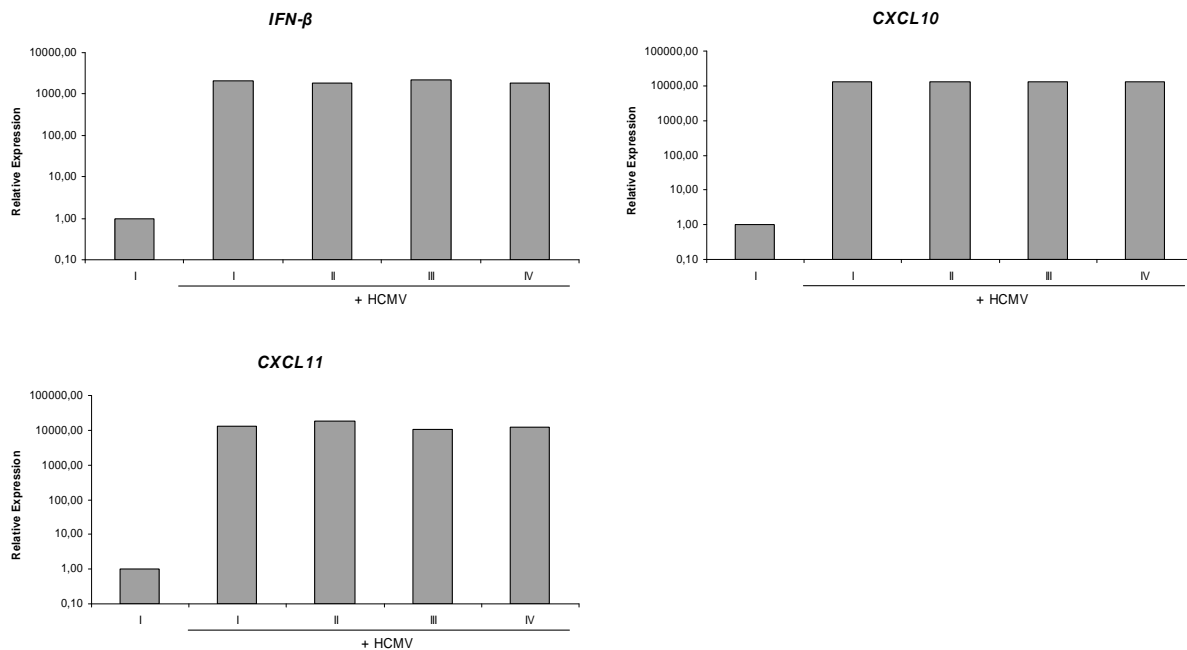 IFN-β
Relative Expression
10000,00
1000,00
100,00
10,00
1,00
0,10
I I II III IV
+ HCMV
CXCL10
Relative Expression
100000,00
10000,00
1000,00
100,00
10,00
1,00
0,10
I I II III IV
+ HCMV
CXCL11
Relative Expression
100000,00
10000,00
1000,00
100,00
10,00
1,00
0,10
I I II III IV
+ HCMV